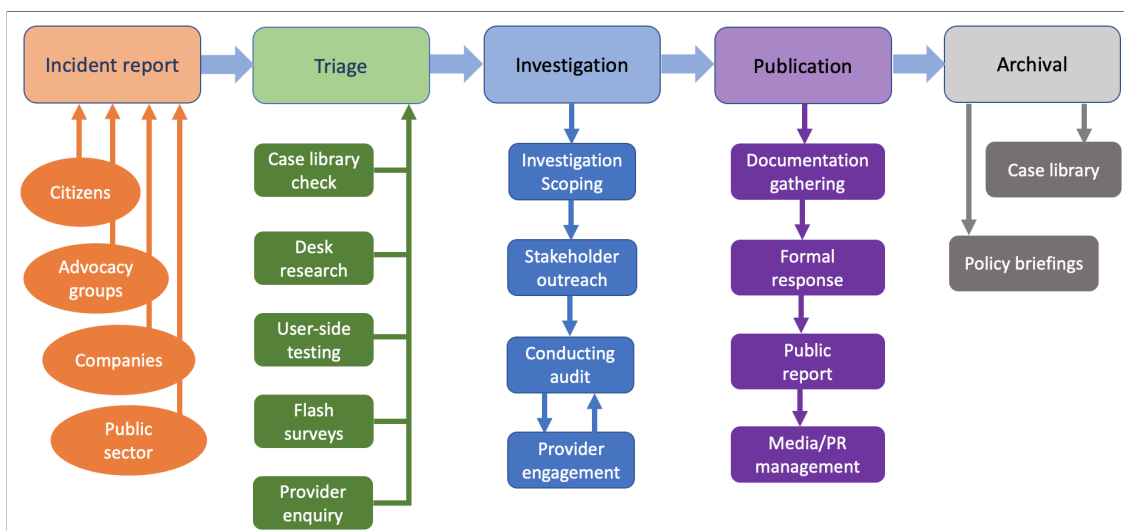 Incident report
Triage
Investigation
Publication
Archival
Citizens
Advocacy
groups
Companies
Public
sector
Case library
check
Desk
research
User-side
testing
Flash
surveys
Provider
enquiry
Investigation
Scoping
Stakeholder
outreach
Conducting
audit
Provider
engagement
Documentation
gathering
Formal
response
Public
report
Media/PR
management
Case library
Policy briefings